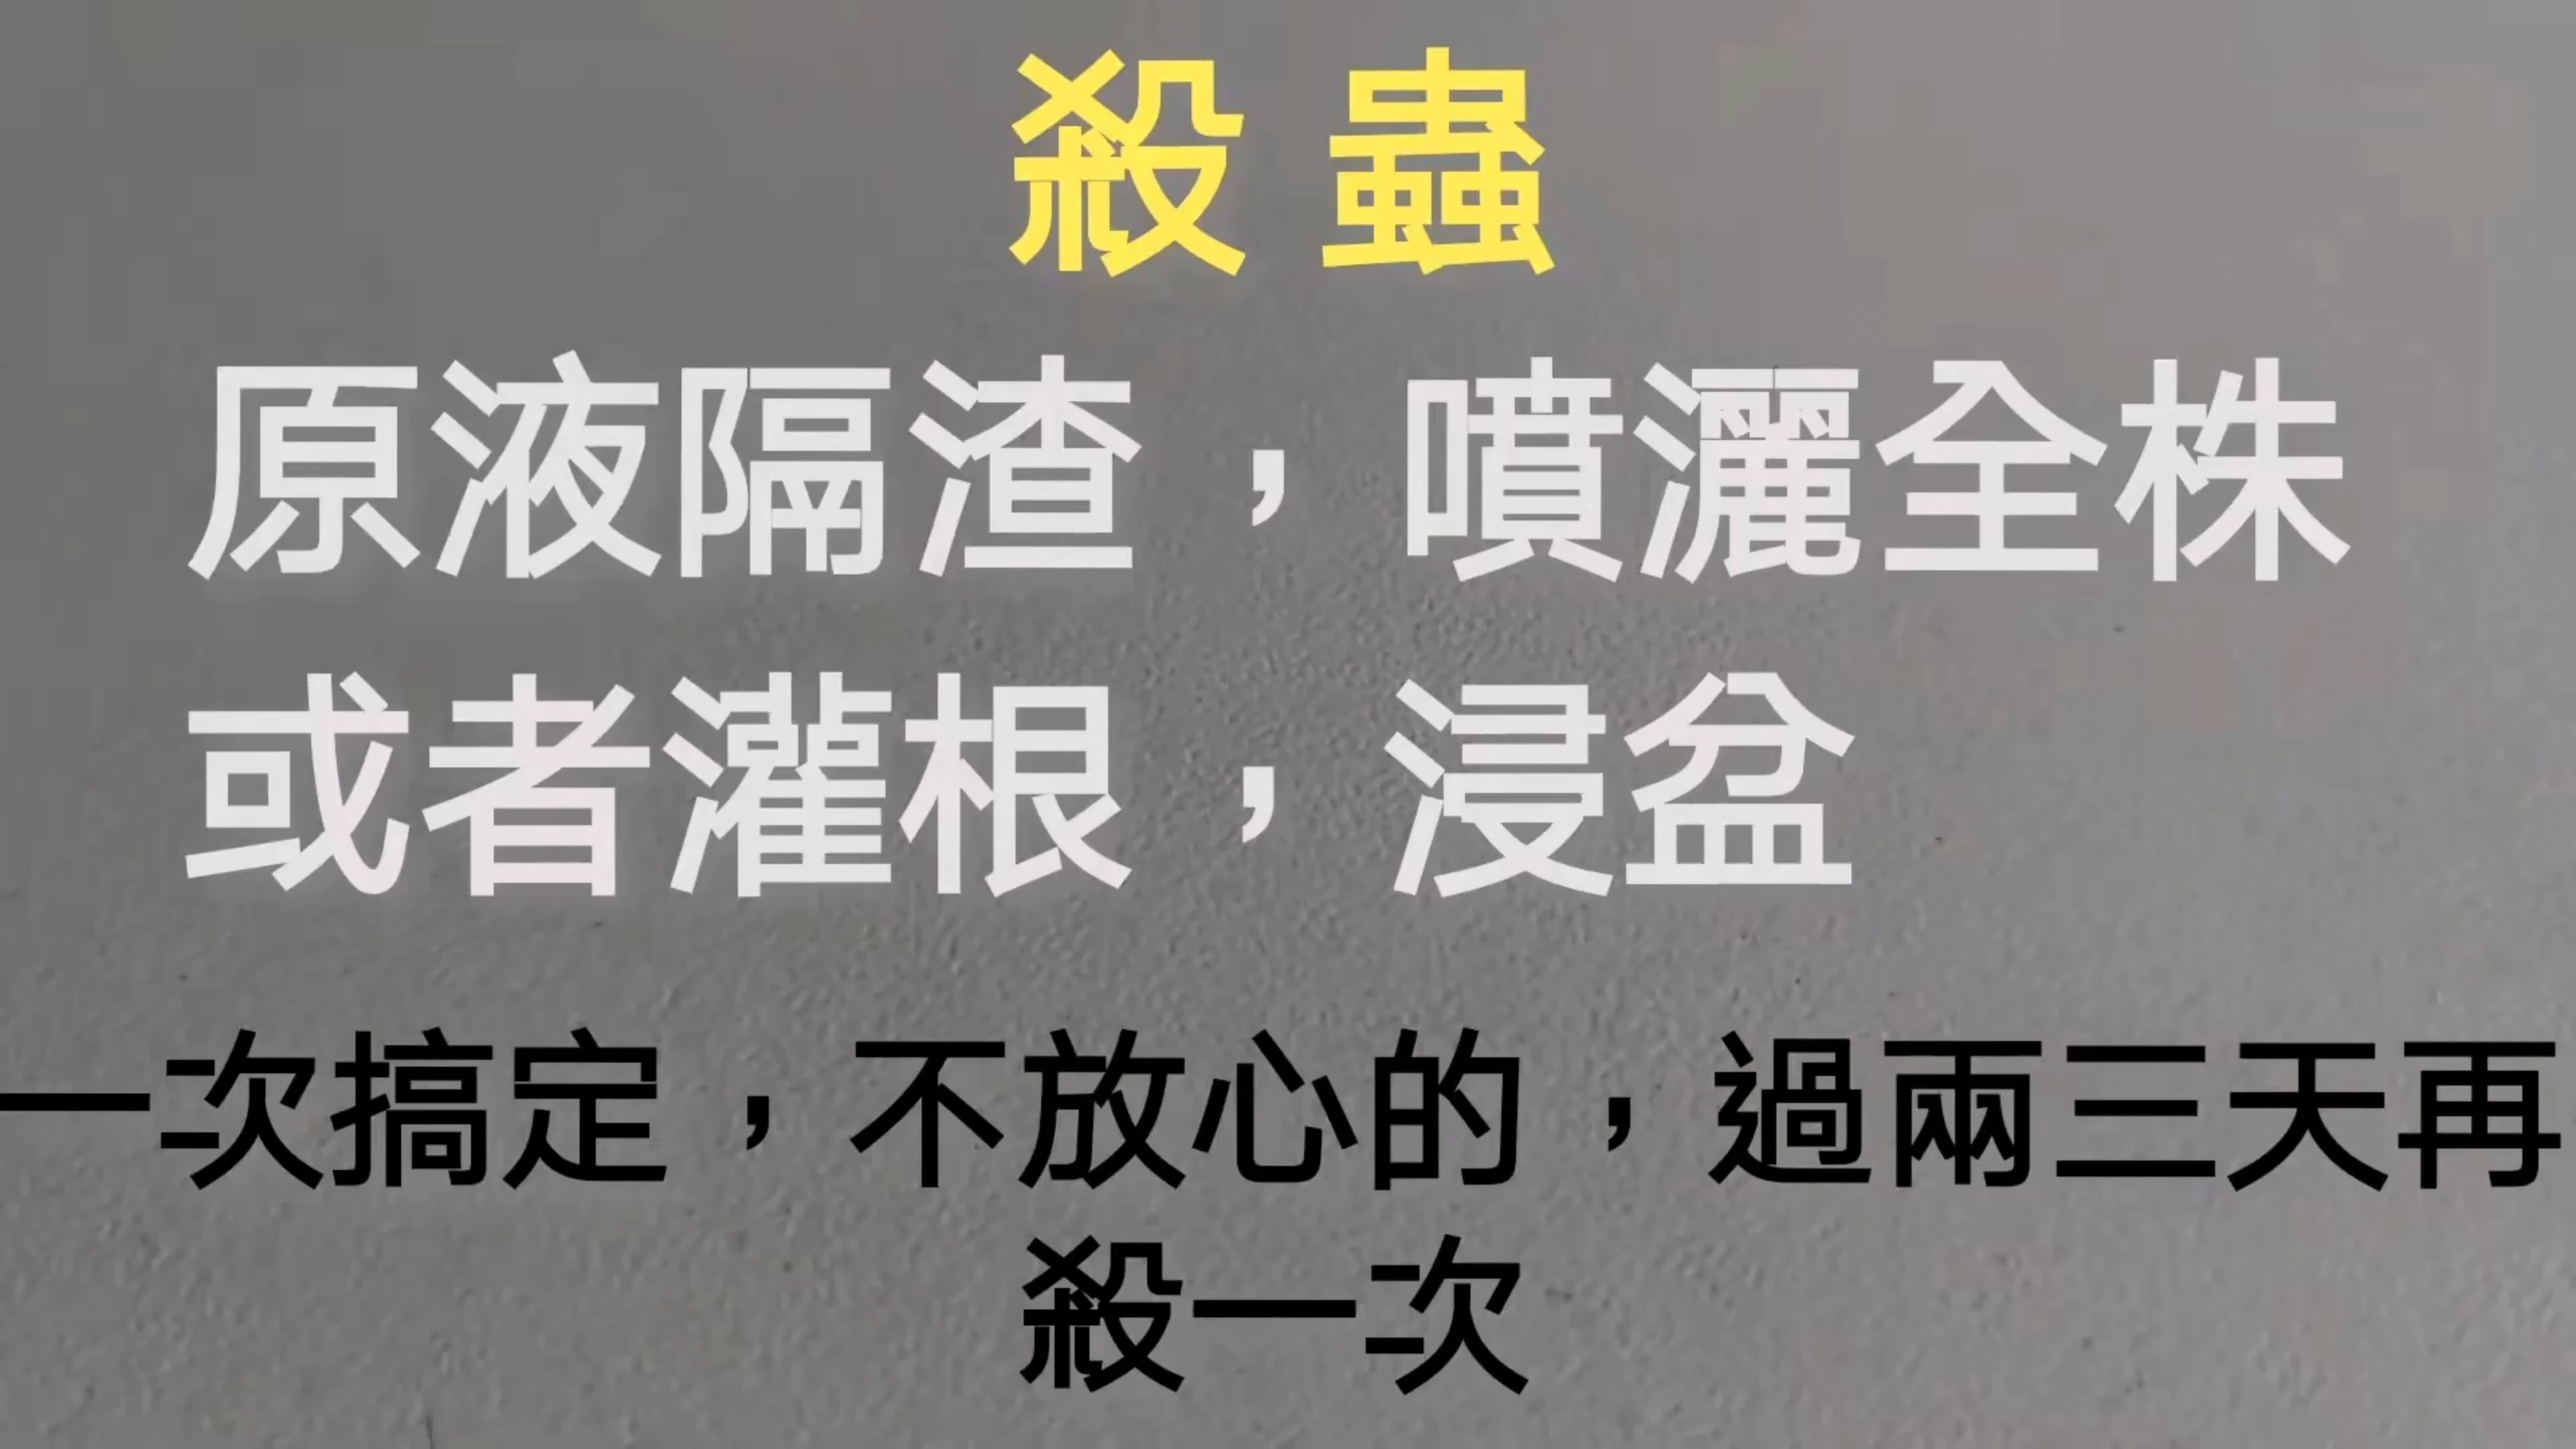 殺蟲
原液隔渣，噴灑全株
或者灌根，浸盆
一次搞定，不放心的，過兩三天再
殺一次